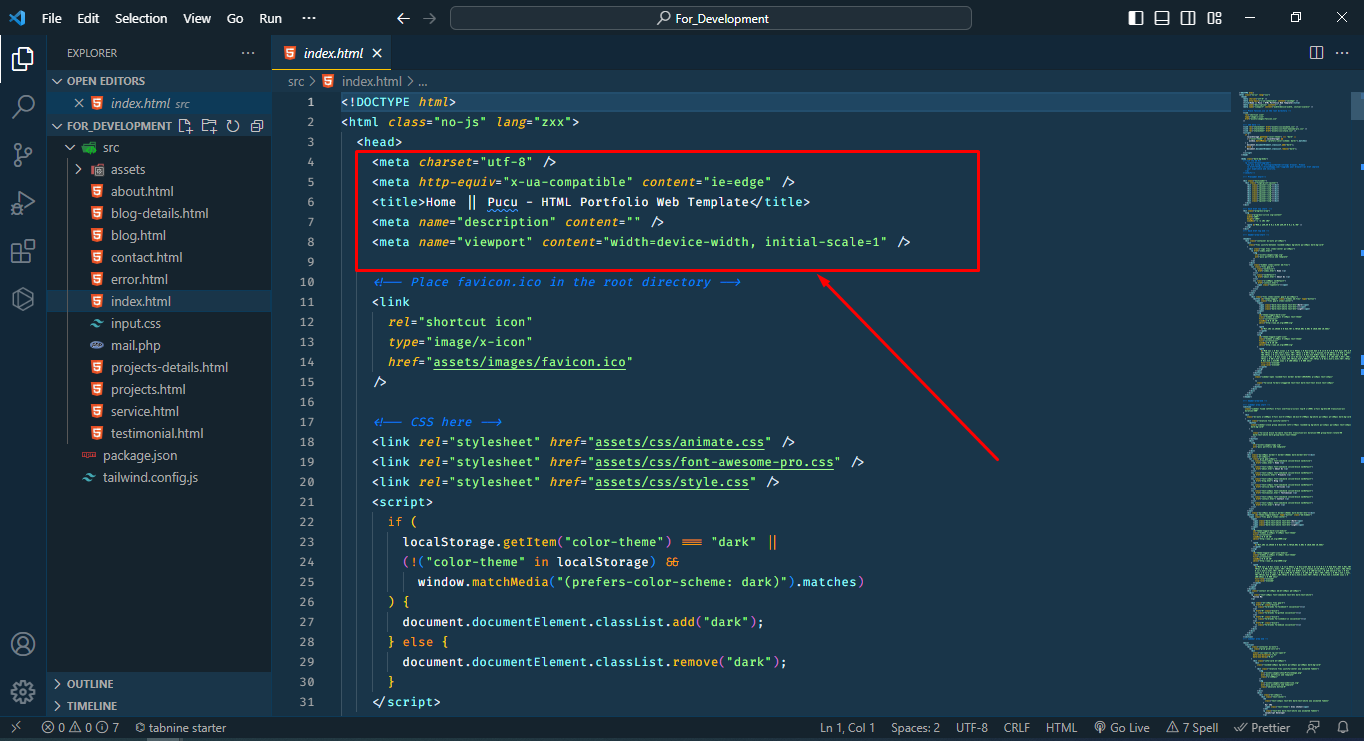 File Edit Selection View Go Run ··· For_Development
EXPLORER ···
OPEN EDITORS
index.html src
FOR_DEVELOPMENT
src
assets
about.html
blog-details.html
blog.html
contact.html
error.html
index.html
input.css
mail.php
projects-details.html
projects.html
service.html
testimonial.html
package.json
tailwind.config.js
OUTLINE
TIMELINE
index.html
src > index.html > ...
1 <!DOCTYPE html>
2 <html class="no-js" lang="zxx">
3 <head>
4 <meta charset="utf-8" />
5 <meta http-equiv="x-ua-compatible" content="ie=edge" />
6 <title>Home || Pucu - HTML Portfolio Web Template</title>
7 <meta name="description" content="" />
8 <meta name="viewport" content="width=device-width, initial-scale=1" />
9
10 <!-- Place favicon.ico in the root directory -->
11 <link
12 rel="shortcut icon"
13 type="image/x-icon"
14 href="assets/images/favicon.ico"
15 />
16
17 <!-- CSS here -->
18 <link rel="stylesheet" href="assets/css/animate.css" />
19 <link rel="stylesheet" href="assets/css/font-awesome-pro.css" />
20 <link rel="stylesheet" href="assets/css/style.css" />
21 <script>
22 if (
23 localStorage.getItem("color-theme") === "dark" ||
24 (!("color-theme" in localStorage) &&
25 window.matchMedia("(prefers-color-scheme: dark)").matches)
26 ) {
27 document.documentElement.classList.add("dark");
28 } else {
29 document.documentElement.classList.remove("dark");
30 }
31 </script>
0 0 7 tabnine starter Ln 1, Col 1 Spaces: 2 UTF-8 CRLF HTML Go Live 7 Spell Prettier